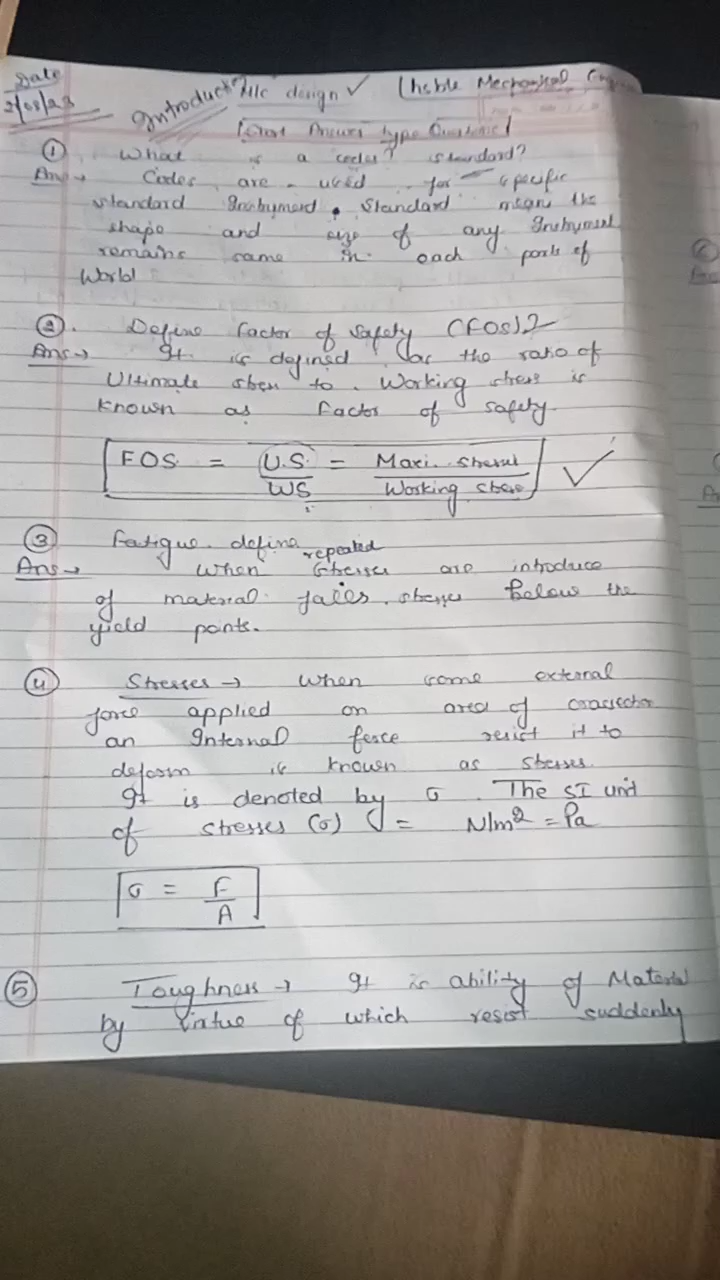 Date
2/08/23
Introduct M/c design ✓
Short Answer type Questions
① What is a codes? standard?
Ans → Codes are used for specific
standard Instrument. Standard mean the
shape and size of any Instrument
remains same in each parts of
World
②. Define Factor of Safety (FOS)?
Ans → It is defined as the ratio of
Ultimate stress to Working stress is
known as Factor of safety.
FOS = U.S. = Maxi. stress
WS Working stress
③ Fatigue define
repeated
Ans → When stresses are introduce
of material failes stresses below the
yield points.
④ Stresses → When some external
force applied on area of
an Internal force resist it to
deform is known as stresses.
It is denoted by σ. The SI unit
of stresses (σ) = N/m² = Pa
σ = F
A
⑤ Toughness → It is ability of Material
by virtue of which resist suddenly